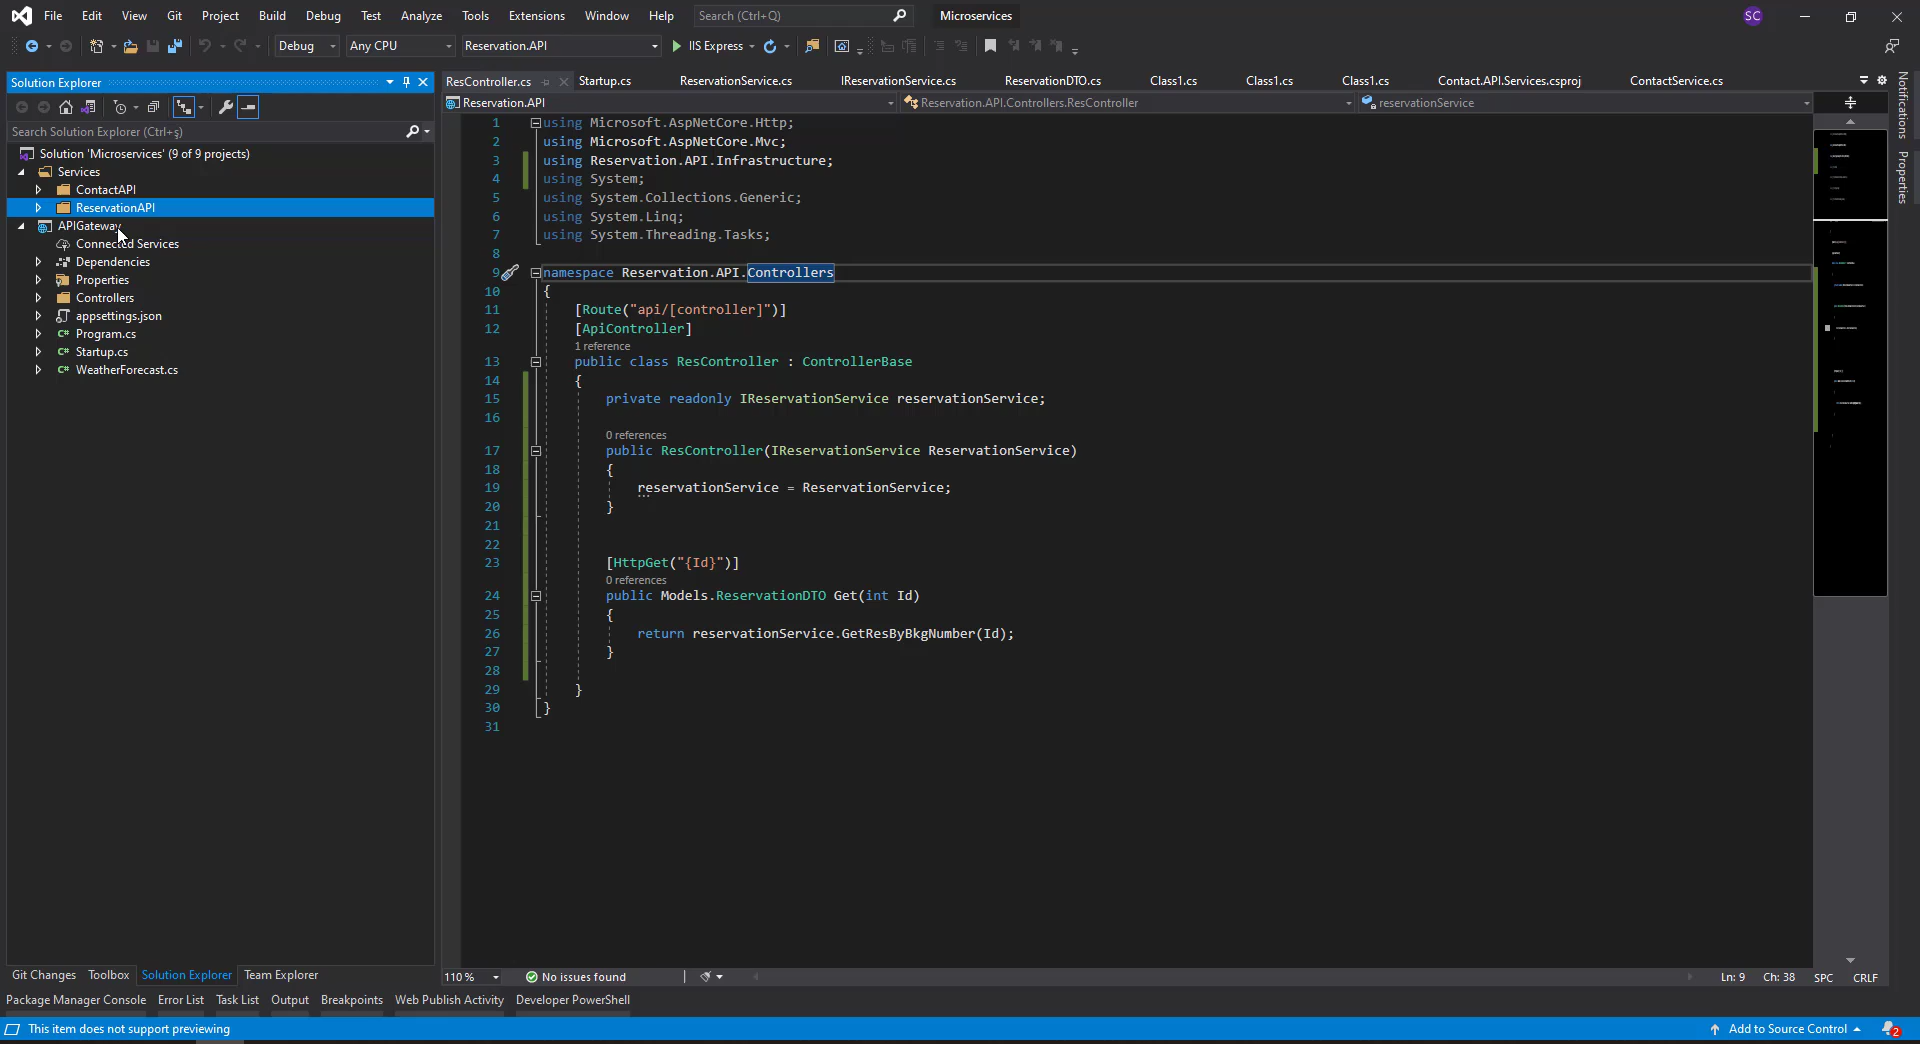 File Edit View Git Project Build Debug Test Analyze Tools Extensions Window Help Search (Ctrl+Q) Microservices SC
Debug Any CPU Reservation.API IIS Express
Solution Explorer
Search Solution Explorer (Ctrl+ş)
Solution 'Microservices' (9 of 9 projects)
Services
ContactAPI
ReservationAPI
APIGateway
Connected Services
Dependencies
Properties
Controllers
appsettings.json
Program.cs
Startup.cs
WeatherForecast.cs
Git Changes Toolbox Solution Explorer Team Explorer
ResController.cs Startup.cs ReservationService.cs IReservationService.cs ReservationDTO.cs Class1.cs Class1.cs Class1.cs Contact.API.Services.csproj ContactService.cs
Reservation.API Reservation.API.Controllers.ResController reservationService
1 using Microsoft.AspNetCore.Http;
2 using Microsoft.AspNetCore.Mvc;
3 using Reservation.API.Infrastructure;
4 using System;
5 using System.Collections.Generic;
6 using System.Linq;
7 using System.Threading.Tasks;
8
9 namespace Reservation.API.Controllers
10 {
11 [Route("api/[controller]")]
12 [ApiController]
1 reference
13 public class ResController : ControllerBase
14 {
15 private readonly IReservationService reservationService;
16
0 references
17 public ResController(IReservationService ReservationService)
18 {
19 reservationService = ReservationService;
20 }
21
22
23 [HttpGet("{Id}")]
0 references
24 public Models.ReservationDTO Get(int Id)
25 {
26 return reservationService.GetResByBkgNumber(Id);
27 }
28
29 }
30 }
31
Notifications
Properties
110 % No issues found Ln: 9 Ch: 38 SPC CRLF
Package Manager Console Error List Task List Output Breakpoints Web Publish Activity Developer PowerShell
This item does not support previewing Add to Source Control 2